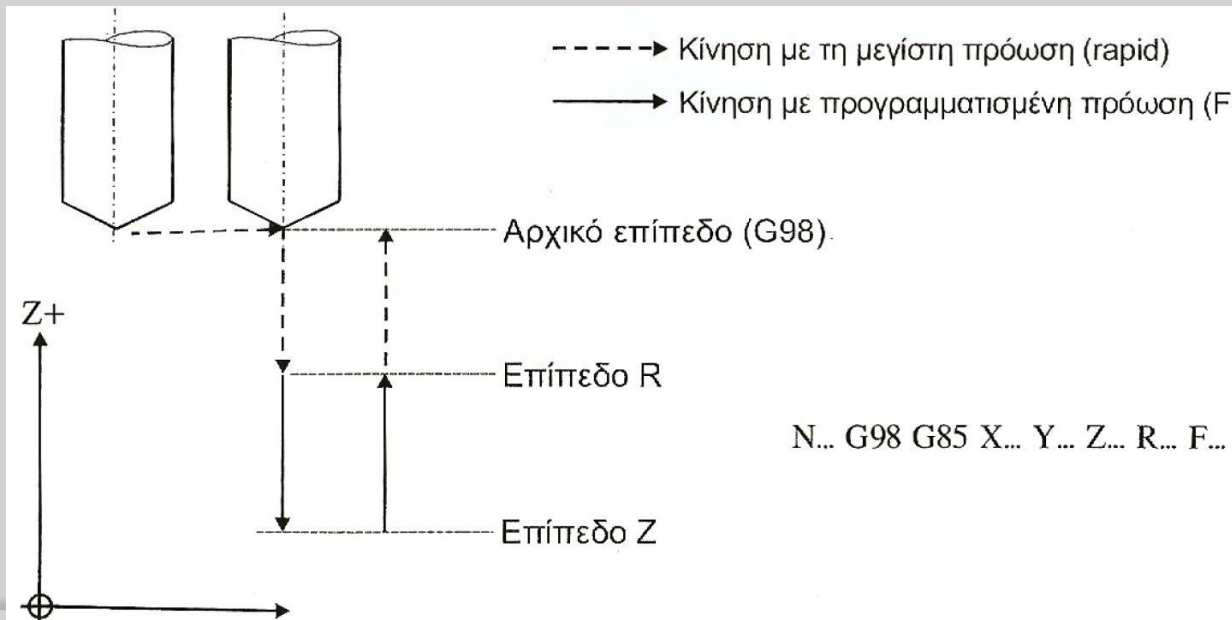 Κίνηση με τη μεγίστη πρόωση (rapid)
Κίνηση με προγραμματισμένη πρόωση (F
Αρχικό επίπεδο (G98).
Z+
Επίπεδο R
N... G98 G85 X... Y... Z... R... F...
Επίπεδο Z